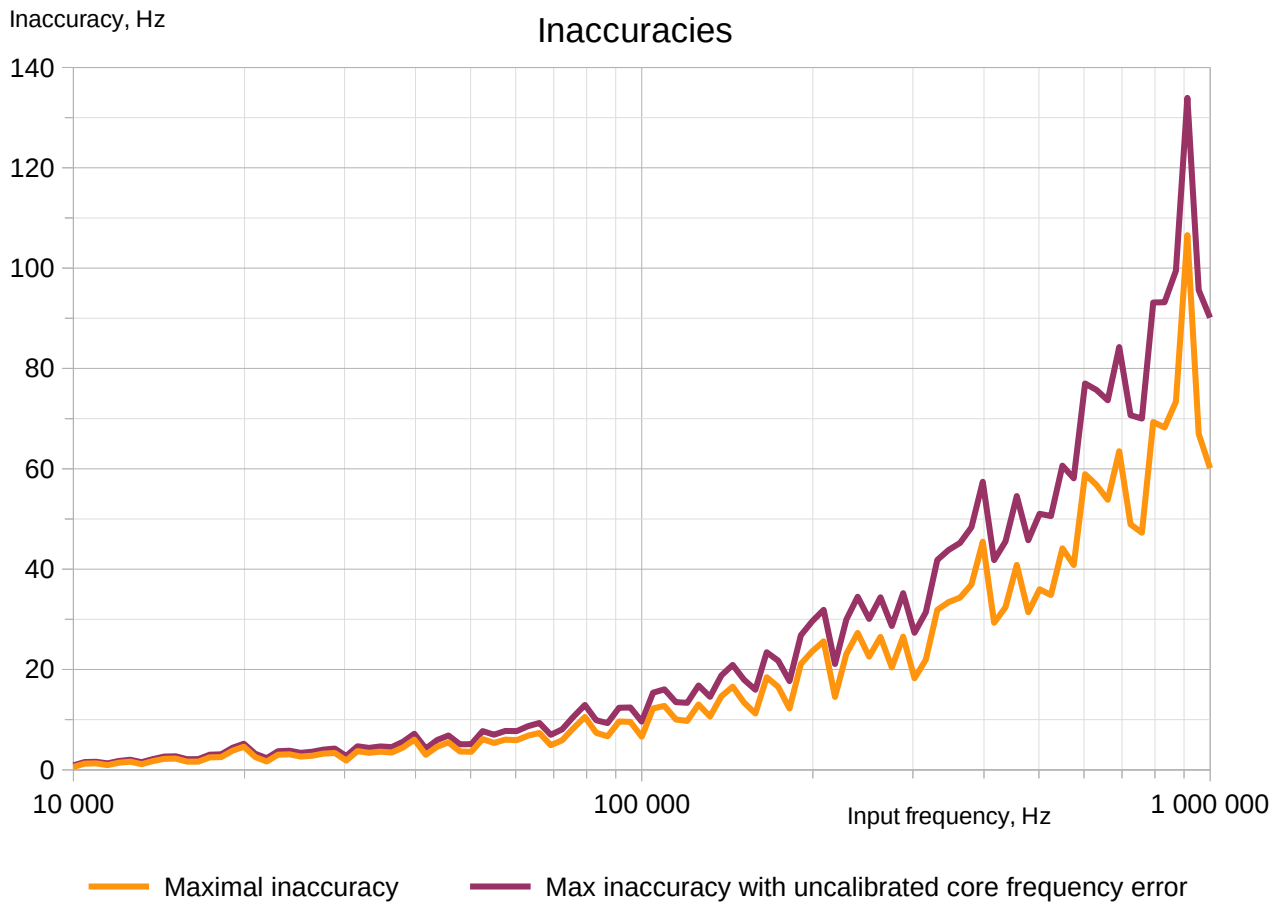 Inaccuracy, Hz
Inaccuracies
140
120
100
80
60
40
20
0
10 000 100 000 1 000 000
Input frequency, Hz
Maximal inaccuracy Max inaccuracy with uncalibrated core frequency error